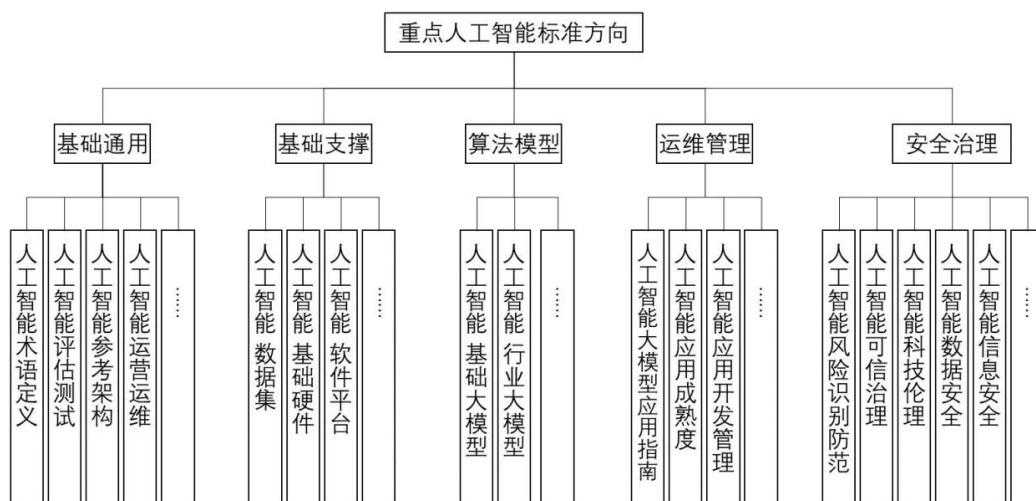 重点人工智能标准方向
基础通用
基础支撑
算法模型
运维管理
安全治理
人工智能术语定义
人工智能评估测试
人工智能参考架构
人工智能运营运维
……
人工智能 数据集
人工智能 基础硬件
人工智能 软件平台
……
人工智能 基础大模型
人工智能 行业大模型
……
人工智能大模型应用指南
人工智能应用成熟度
人工智能应用开发管理
……
人工智能风险识别防范
人工智能可信治理
人工智能科技伦理
人工智能数据安全
人工智能信息安全
……